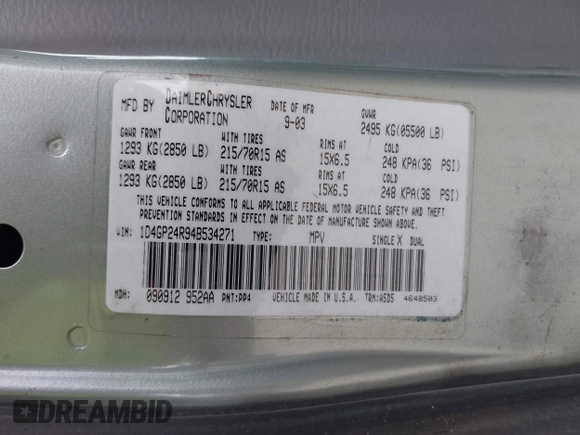 MFD BY DAIMLERCHRYSLER CORPORATION DATE OF MFR 9-03 GVWR 2495 KG(05500 LB)
GAWR FRONT WITH TIRES RIMS AT COLD
1293 KG(2850 LB) 215/70R15 AS 15X6.5 248 KPA(36 PSI)
GAWR REAR WITH TIRES RIMS AT COLD
1293 KG(2850 LB) 215/70R15 AS 15X6.5 248 KPA(36 PSI)
THIS VEHICLE CONFORMS TO ALL APPLICABLE FEDERAL MOTOR VEHICLE SAFETY AND THEFT
PREVENTION STANDARDS IN EFFECT ON THE DATE OF MANUFACTURE SHOWN ABOVE.
VIN: 1D4GP24R94B534271 TYPE: MPV SINGLE X DUAL
MDH: 090912 952AA PNT:PP4 VEHICLE MADE IN U.S.A. TRM:A5DS 4648503
DREAMBID